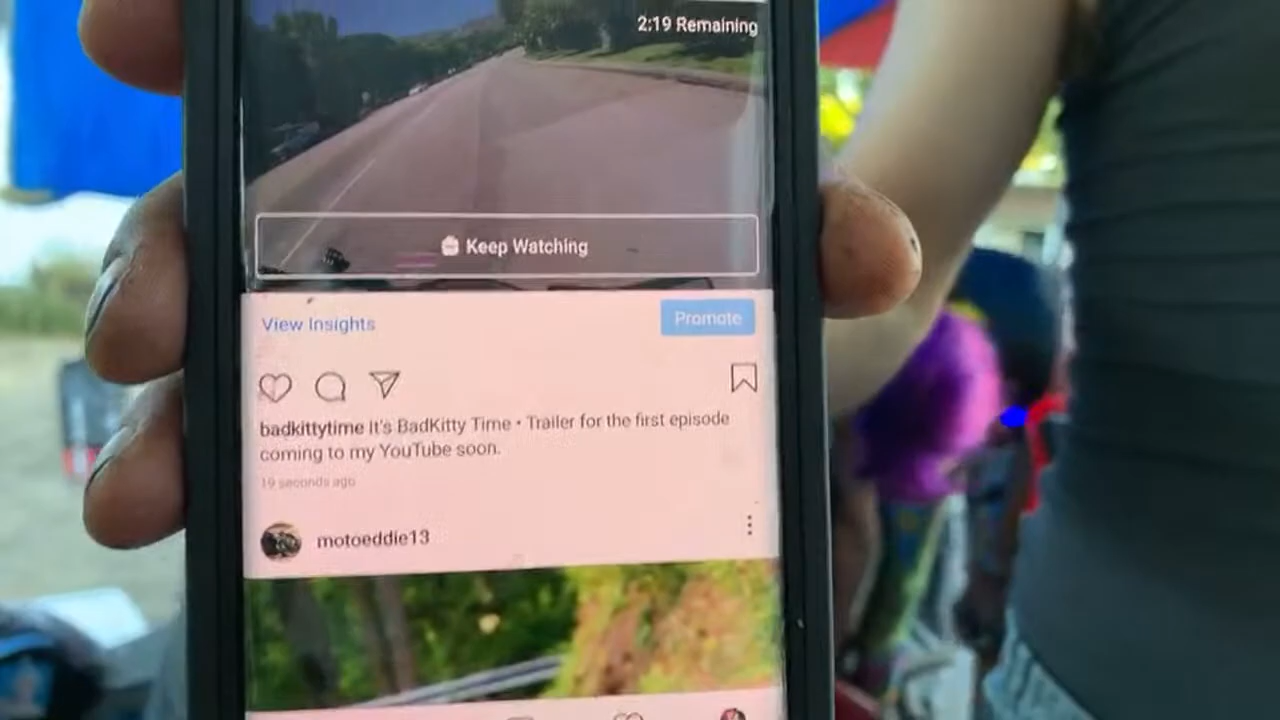 2:19 Remaining
Keep Watching
View Insights
Promote
badkittytime It's BadKitty Time • Trailer for the first episode
coming to my YouTube soon.
19 seconds ago
motoeddie13